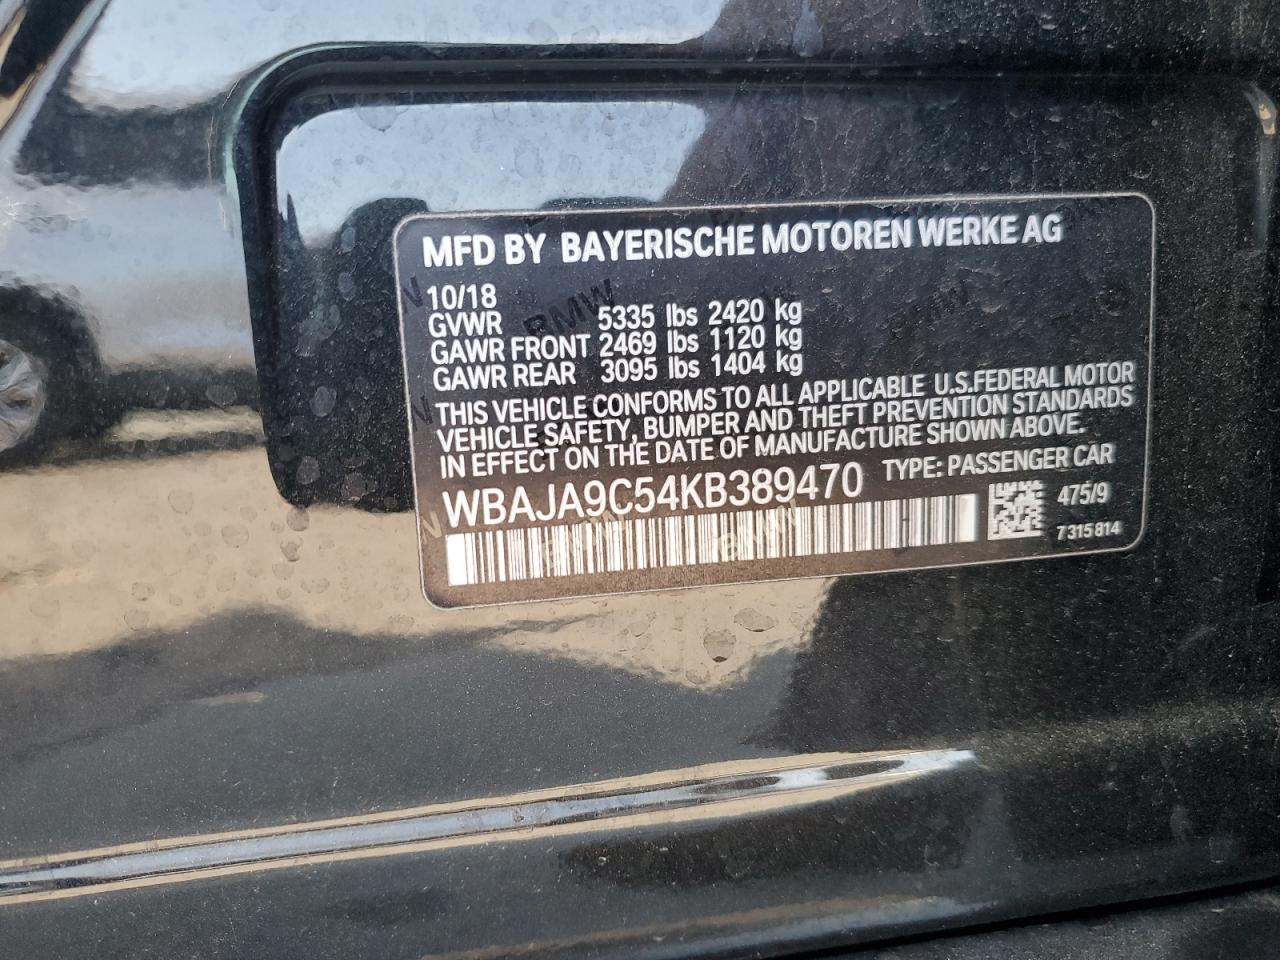 MFD BY BAYERISCHE MOTOREN WERKE AG
10/18
GVWR 5335 lbs 2420 kg
GAWR FRONT 2469 lbs 1120 kg
GAWR REAR 3095 lbs 1404 kg
THIS VEHICLE CONFORMS TO ALL APPLICABLE U.S.FEDERAL MOTOR
VEHICLE SAFETY, BUMPER AND THEFT PREVENTION STANDARDS
IN EFFECT ON THE DATE OF MANUFACTURE SHOWN ABOVE.
WBAJA9C54KB389470 TYPE: PASSENGER CAR
475/9
7315814